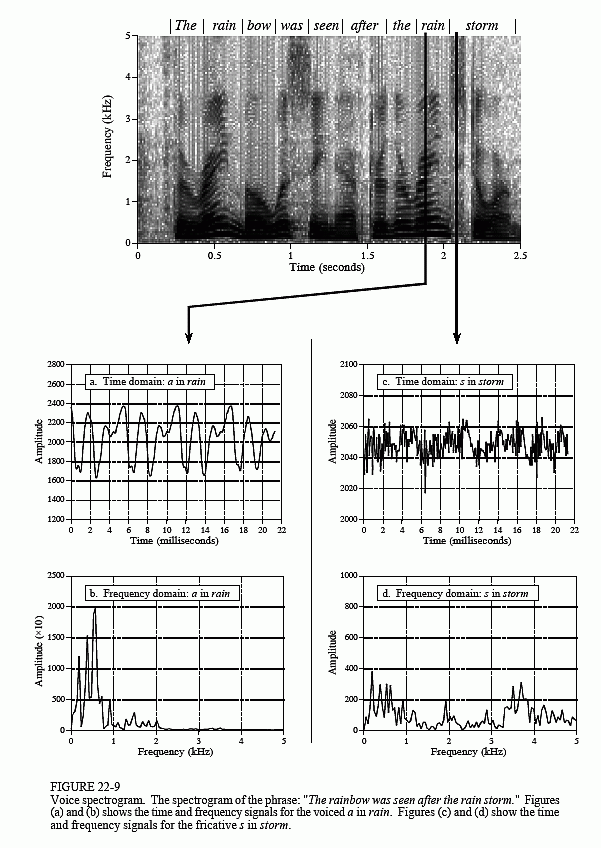 The | rain | bow | was | seen | after | the | rain | storm
5
4
3
2
1
0
Frequency (kHz)
0 0.5 1 1.5 2 2.5
Time (seconds)
2800
2600
2400
2200
2000
1800
1600
1400
1200
Amplitude
a. Time domain: a in rain
0 2 4 6 8 10 12 14 16 18 20 22
Time (milliseconds)
2100
2080
2060
2040
2020
2000
Amplitude
c. Time domain: s in storm
0 2 4 6 8 10 12 14 16 18 20 22
Time (milliseconds)
2500
2000
1500
1000
500
0
Amplitude (×10)
b. Frequency domain: a in rain
0 1 2 3 4 5
Frequency (kHz)
1000
800
600
400
200
0
Amplitude
d. Frequency domain: s in storm
0 1 2 3 4 5
Frequency (kHz)
FIGURE 22-9
Voice spectrogram. The spectrogram of the phrase: "The rainbow was seen after the rain storm." Figures
(a) and (b) shows the time and frequency signals for the voiced a in rain. Figures (c) and (d) show the time
and frequency signals for the fricative s in storm.